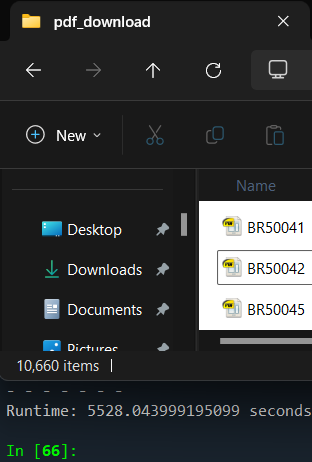 pdf_download
New
Name
Desktop
BR50041
Downloads
BR50042
Documents
BR50045
Pictures
10,660 items
- - - - - - -
Runtime: 5528.043999195099 seconds
In [66]: